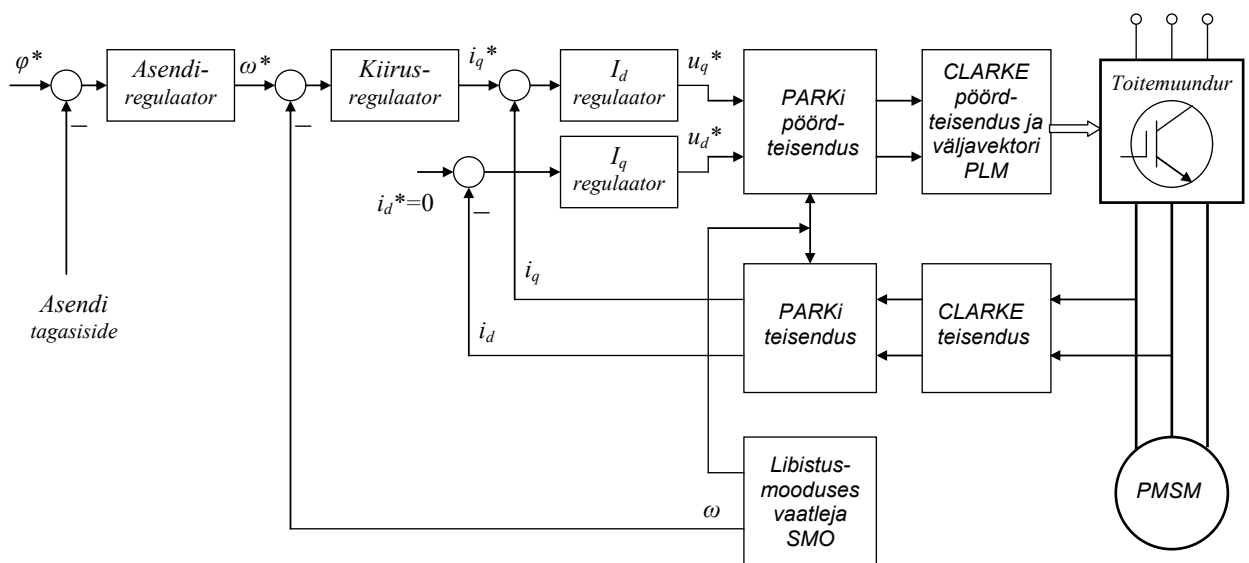 φ*
−
Asendi
tagasiside
Asendi-
regulaator
ω*
−
Kiirus-
regulaator
i_q*
I_d
regulaator
u_q*
i_d*=0
−
I_q
regulaator
u_d*
PARKi
pöörd-
teisendus
CLARKE
pöörd-
teisendus ja
väljavektori
PLM
Toitemuundur
i_q
i_d
PARKi
teisendus
CLARKE
teisendus
ω
Libistus-
mooduses
vaatleja
SMO
PMSM